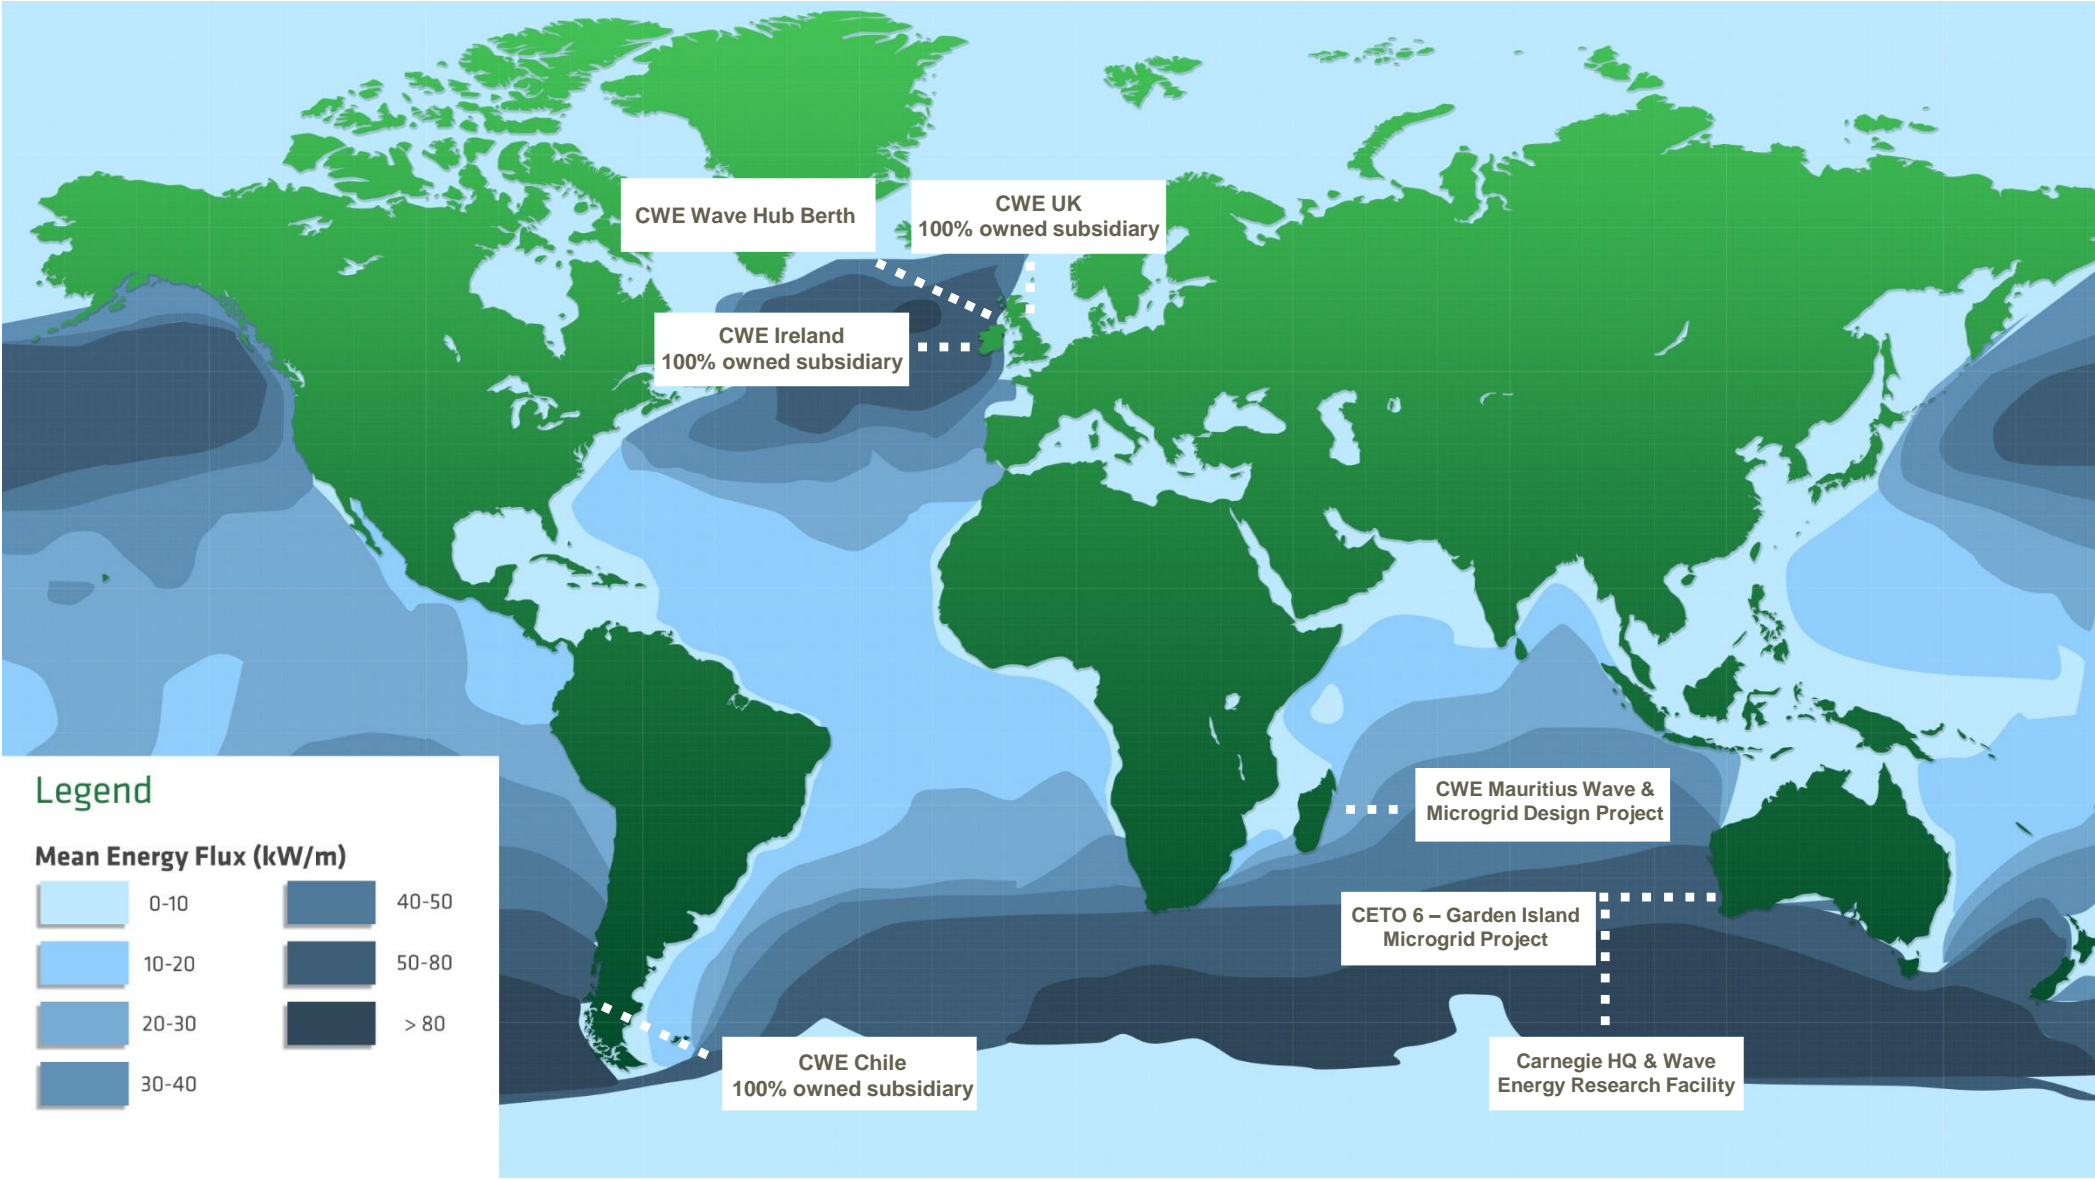 CWE Wave Hub Berth
CWE UK
100% owned subsidiary
CWE Ireland
100% owned subsidiary
CWE Mauritius Wave &
Microgrid Design Project
CETO 6 – Garden Island
Microgrid Project
CWE Chile
100% owned subsidiary
Carnegie HQ & Wave
Energy Research Facility
Legend
Mean Energy Flux (kW/m)
0-10
10-20
20-30
30-40
40-50
50-80
> 80